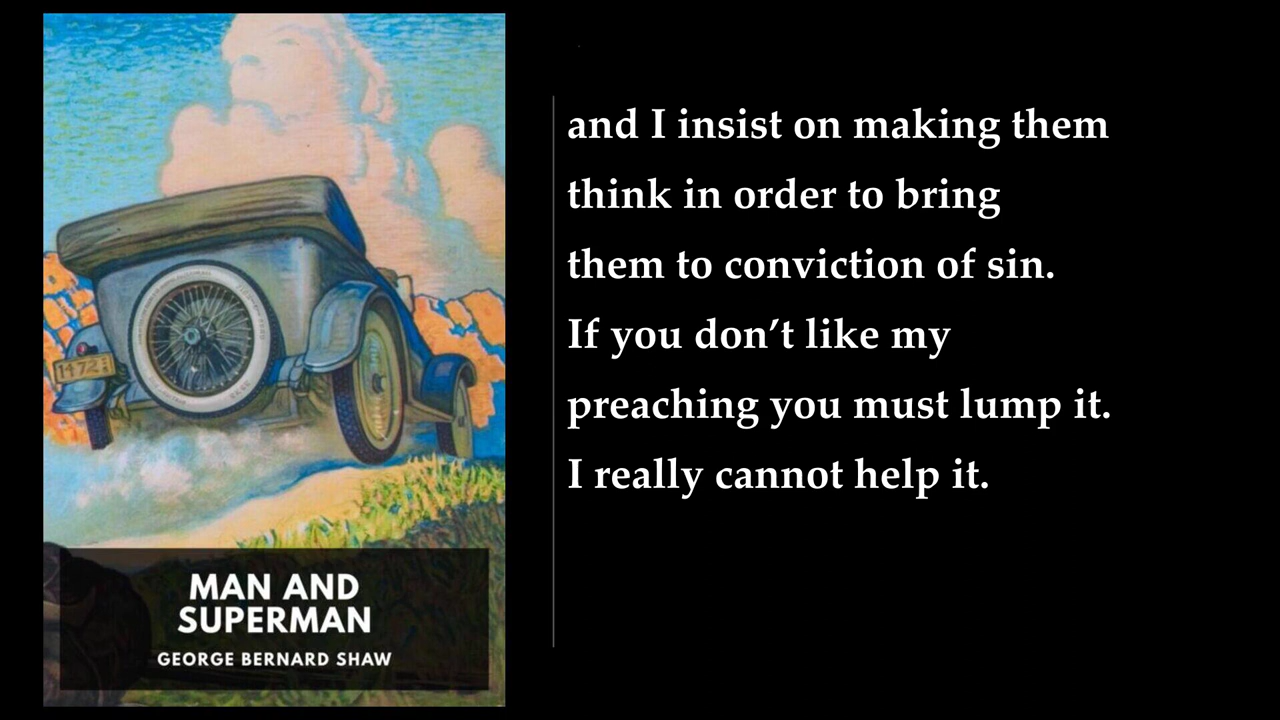 and I insist on making them
think in order to bring
them to conviction of sin.
If you don’t like my
preaching you must lump it.
I really cannot help it.
1472
MAN AND
SUPERMAN
GEORGE BERNARD SHAW